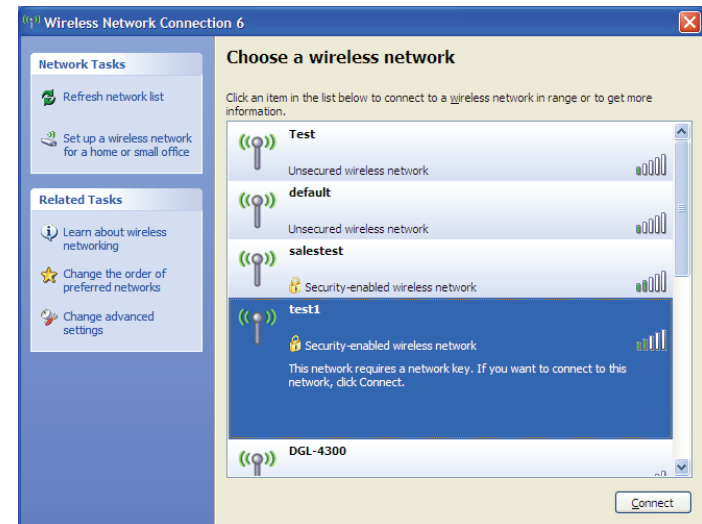 Wireless Network Connection 6
Network Tasks
Refresh network list
Set up a wireless network
for a home or small office
Related Tasks
Learn about wireless
networking
Change the order of
preferred networks
Change advanced
settings
Choose a wireless network
Click an item in the list below to connect to a wireless network in range or to get more
information.
Test
Unsecured wireless network
default
Unsecured wireless network
salestest
Security-enabled wireless network
test1
Security-enabled wireless network
This network requires a network key. If you want to connect to this
network, click Connect.
DGL-4300
Connect